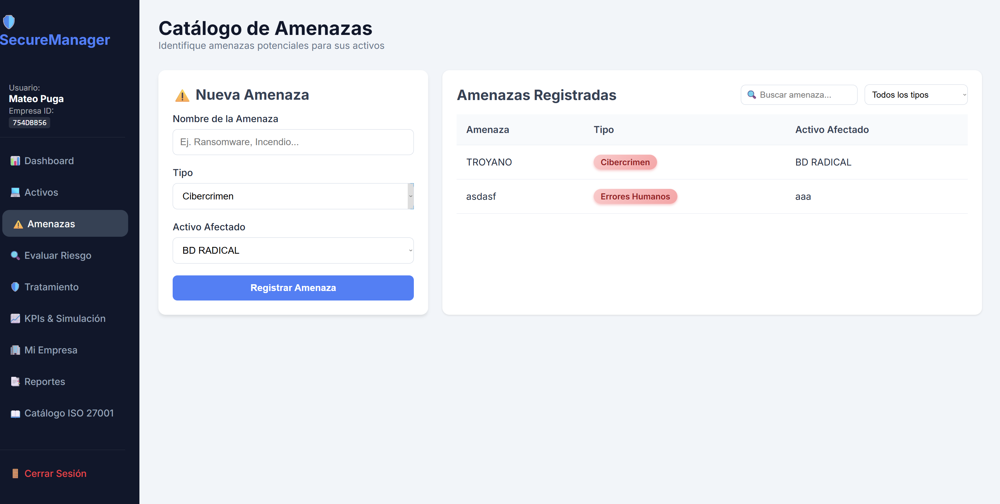 SecureManager
Usuario:
Mateo Puga
Empresa ID:
754DBB56
Dashboard
Activos
Amenazas
Evaluar Riesgo
Tratamiento
KPIs & Simulación
Mi Empresa
Reportes
Catálogo ISO 27001
Cerrar Sesión
Catálogo de Amenazas
Identifique amenazas potenciales para sus activos
Nueva Amenaza
Nombre de la Amenaza
Ej. Ransomware, Incendio...
Tipo
Cibercrimen
Activo Afectado
BD RADICAL
Registrar Amenaza
Amenazas Registradas
Buscar amenaza...
Todos los tipos
Amenaza Tipo Activo Afectado
TROYANO Cibercrimen BD RADICAL
asdasf Errores Humanos aaa